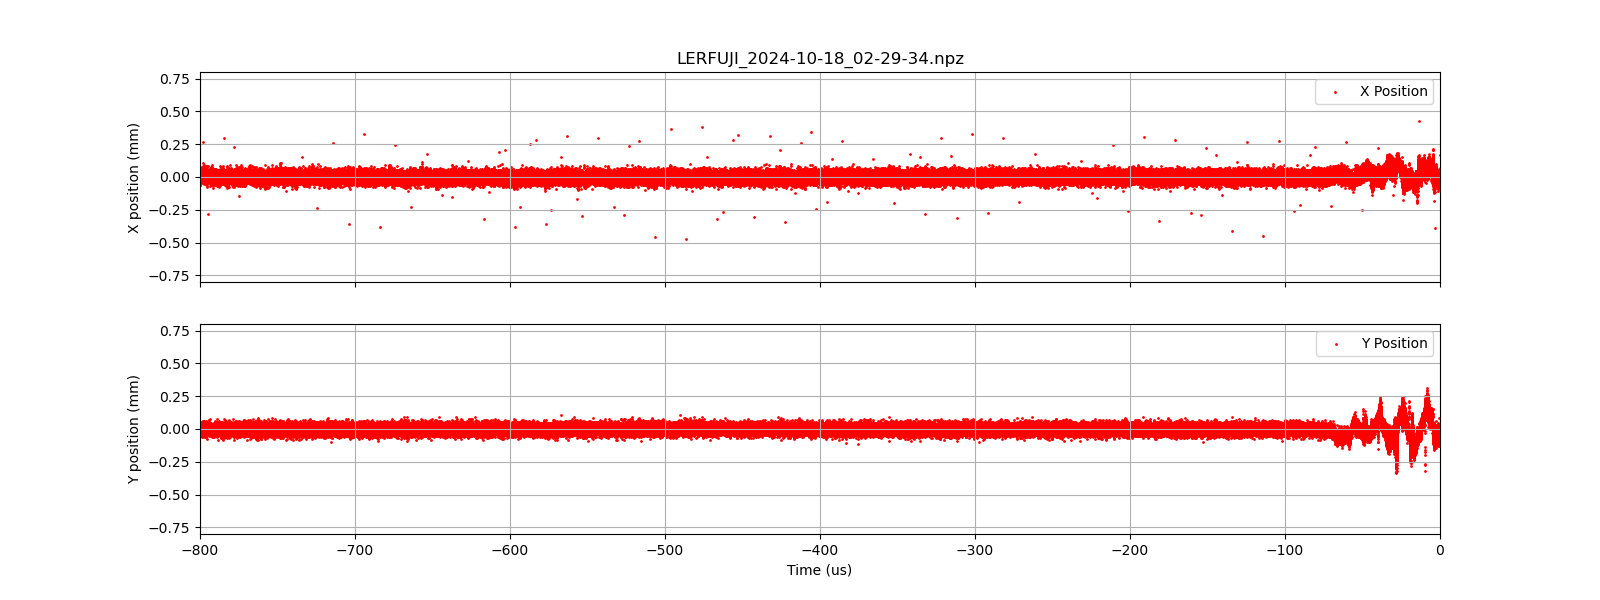 LERFUJI_2024-10-18_02-29-34.npz
X position (mm)
0.75
0.50
0.25
0.00
−0.25
−0.50
−0.75
X Position
Y position (mm)
0.75
0.50
0.25
0.00
−0.25
−0.50
−0.75
Y Position
−800 −700 −600 −500 −400 −300 −200 −100 0
Time (us)